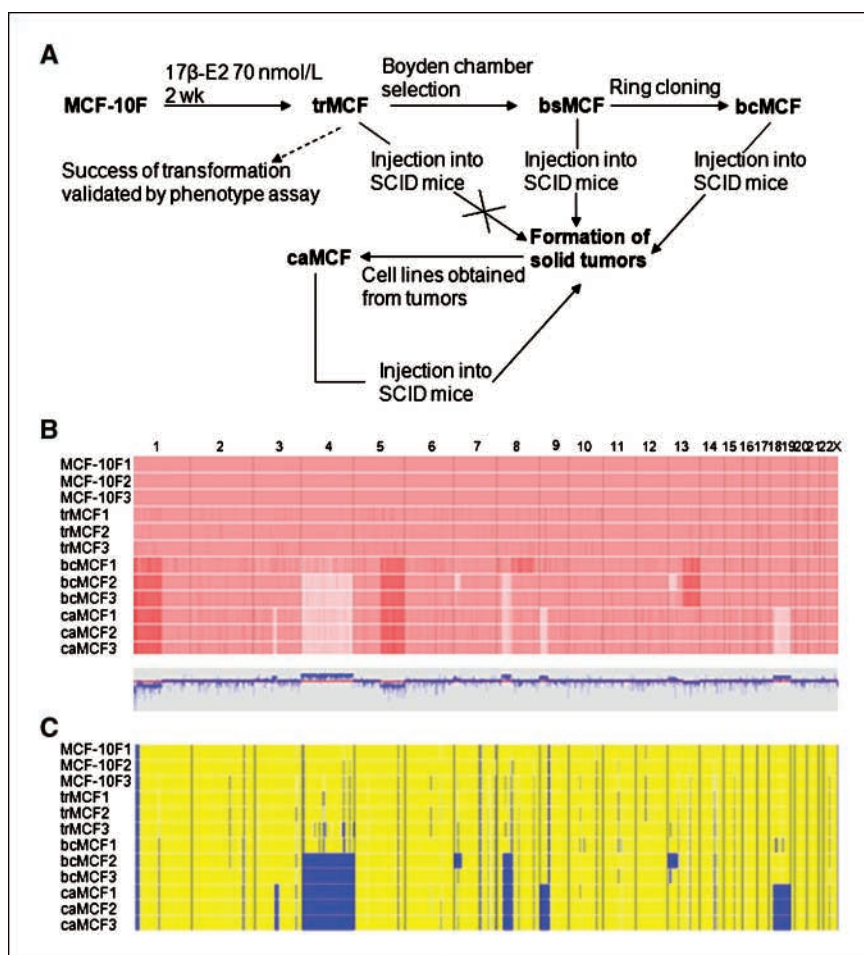 A
MCF-10F
17β-E2 70 nmol/L
2 wk
trMCF
Boyden chamber
selection
bsMCF
Ring cloning
bcMCF
Success of transformation
validated by phenotype assay
Injection into
SCID mice
Injection into
SCID mice
Injection into
SCID mice
Formation of
solid tumors
caMCF
Cell lines obtained
from tumors
Injection into
SCID mice
B
1 2 3 4 5 6 7 8 9 10 11 12 13 14 15 16 17 18 19 20 21 22 X
MCF-10F1
MCF-10F2
MCF-10F3
trMCF1
trMCF2
trMCF3
bcMCF1
bcMCF2
bcMCF3
caMCF1
caMCF2
caMCF3
C
MCF-10F1
MCF-10F2
MCF-10F3
trMCF1
trMCF2
trMCF3
bcMCF1
bcMCF2
bcMCF3
caMCF1
caMCF2
caMCF3